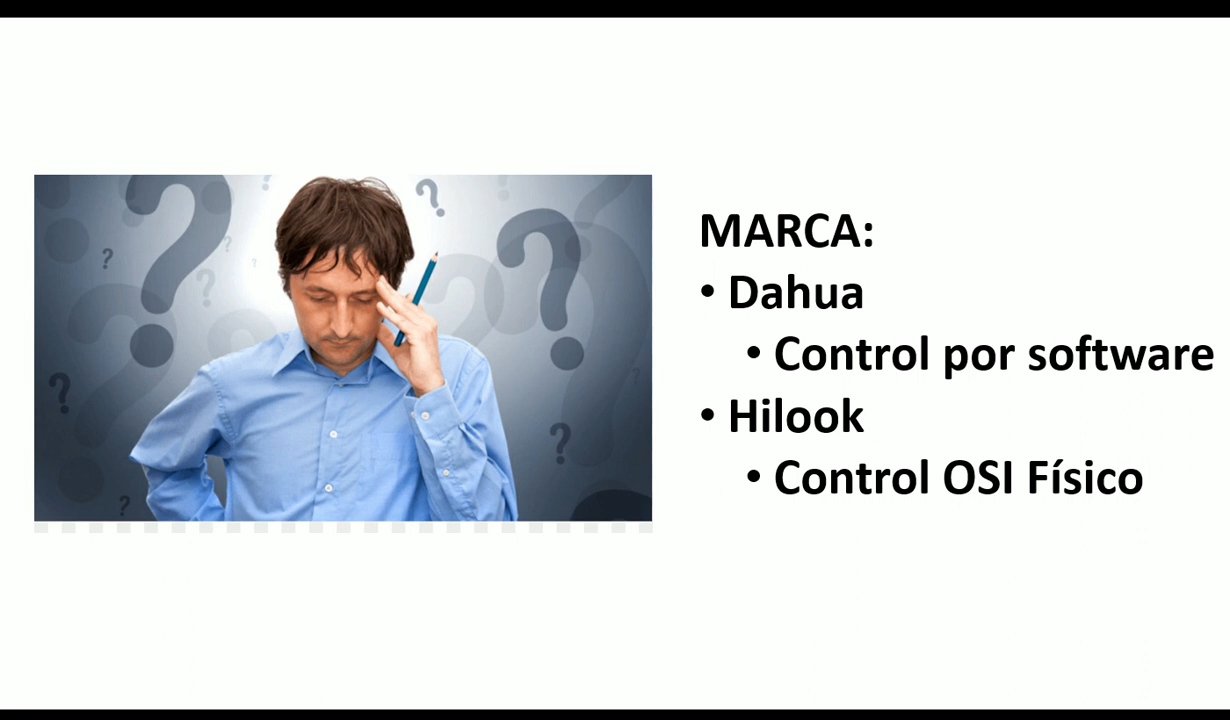 MARCA:
• Dahua
• Control por software
• Hilook
• Control OSI Físico